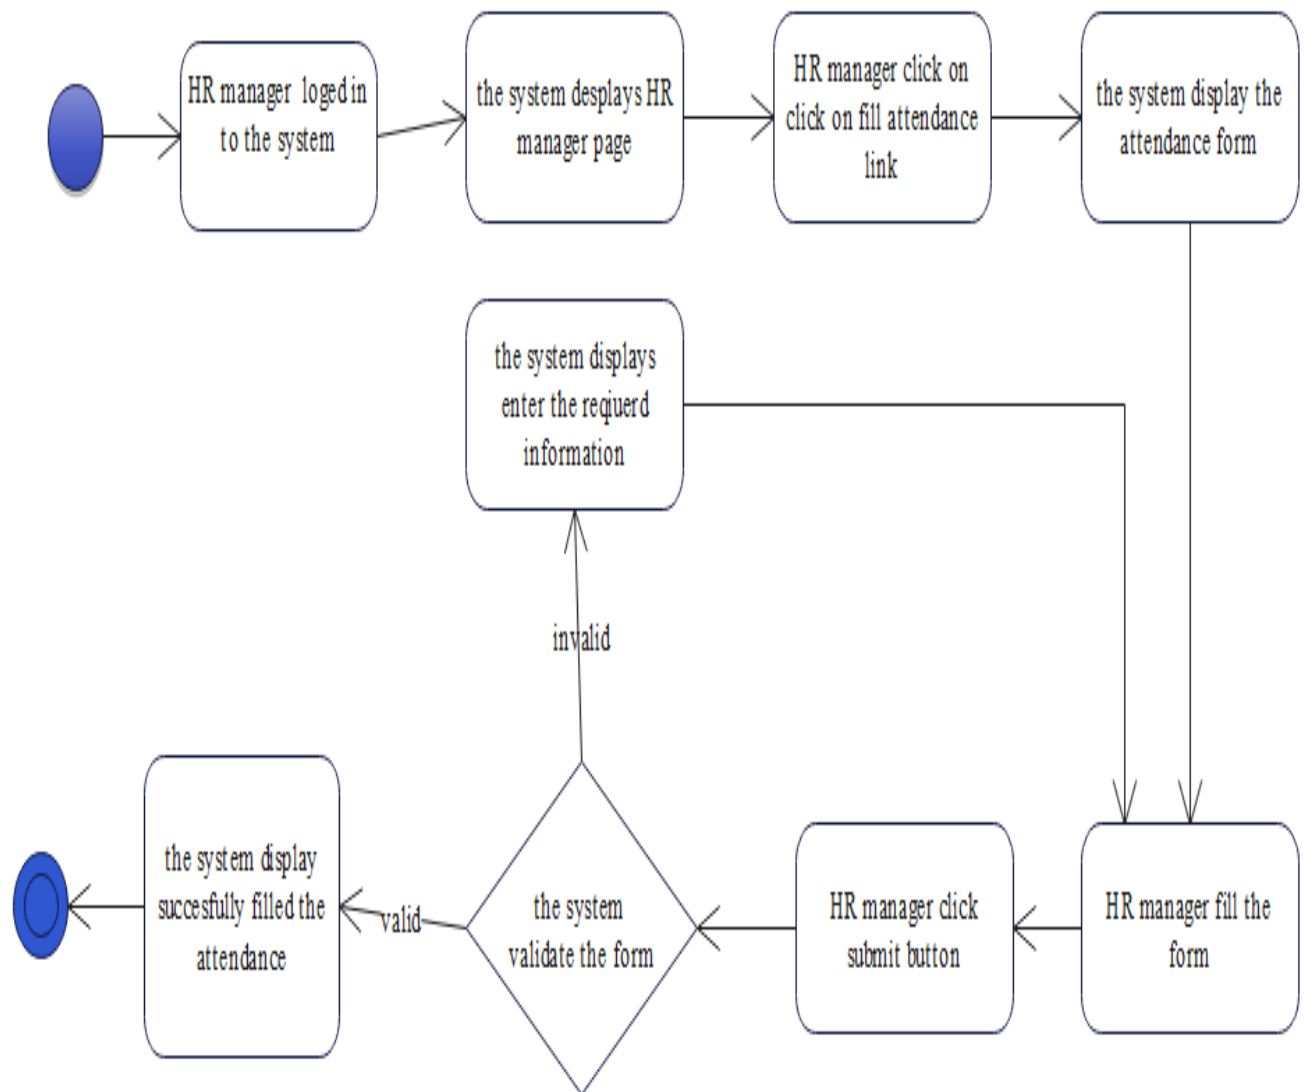 HR manager loged in
to the system
the system desplays HR
manager page
HR manager click on
click on fill attendance
link
the system display the
attendance form
the system displays
enter the reqiuerd
information
invalid
the system display
succesfully filled the
attendance
valid
the system
validate the form
HR manager click
submit button
HR manager fill the
form